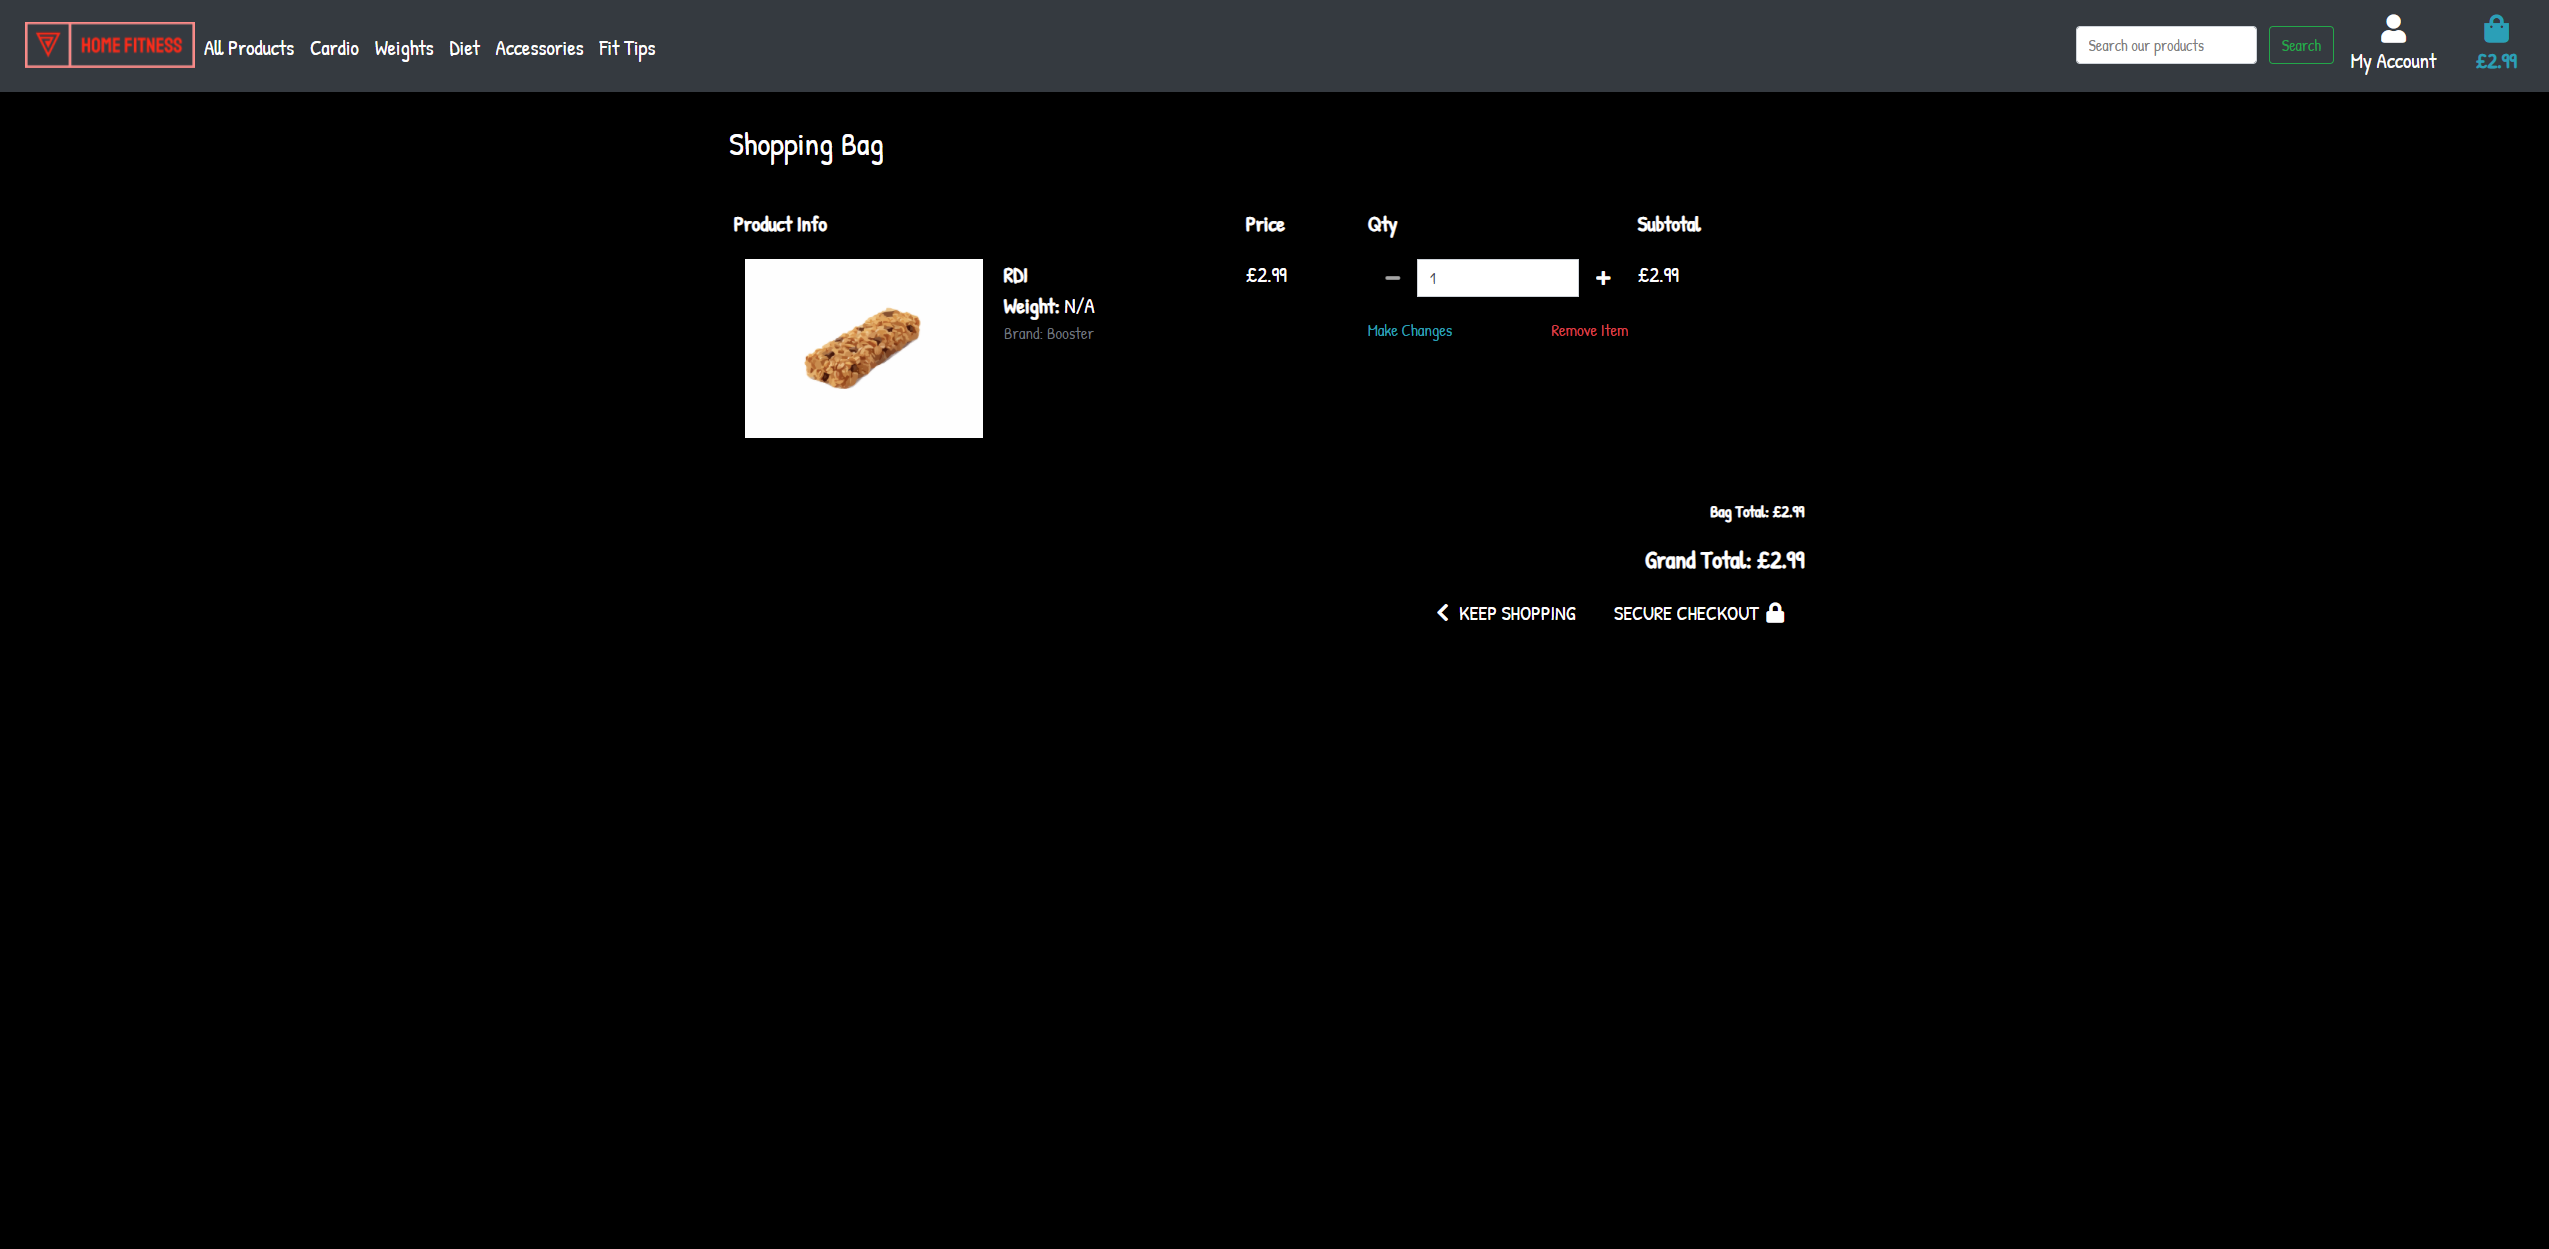 HOME FITNESS All Products Cardio Weights Diet Accessories Fit Tips Search our products Search My Account £2.99
Shopping Bag
Product Info Price Qty Subtotal
RDI £2.99 1 £2.99
Weight: N/A
Brand: Booster Make Changes Remove Item
Bag Total: £2.99
Grand Total: £2.99
KEEP SHOPPING SECURE CHECKOUT